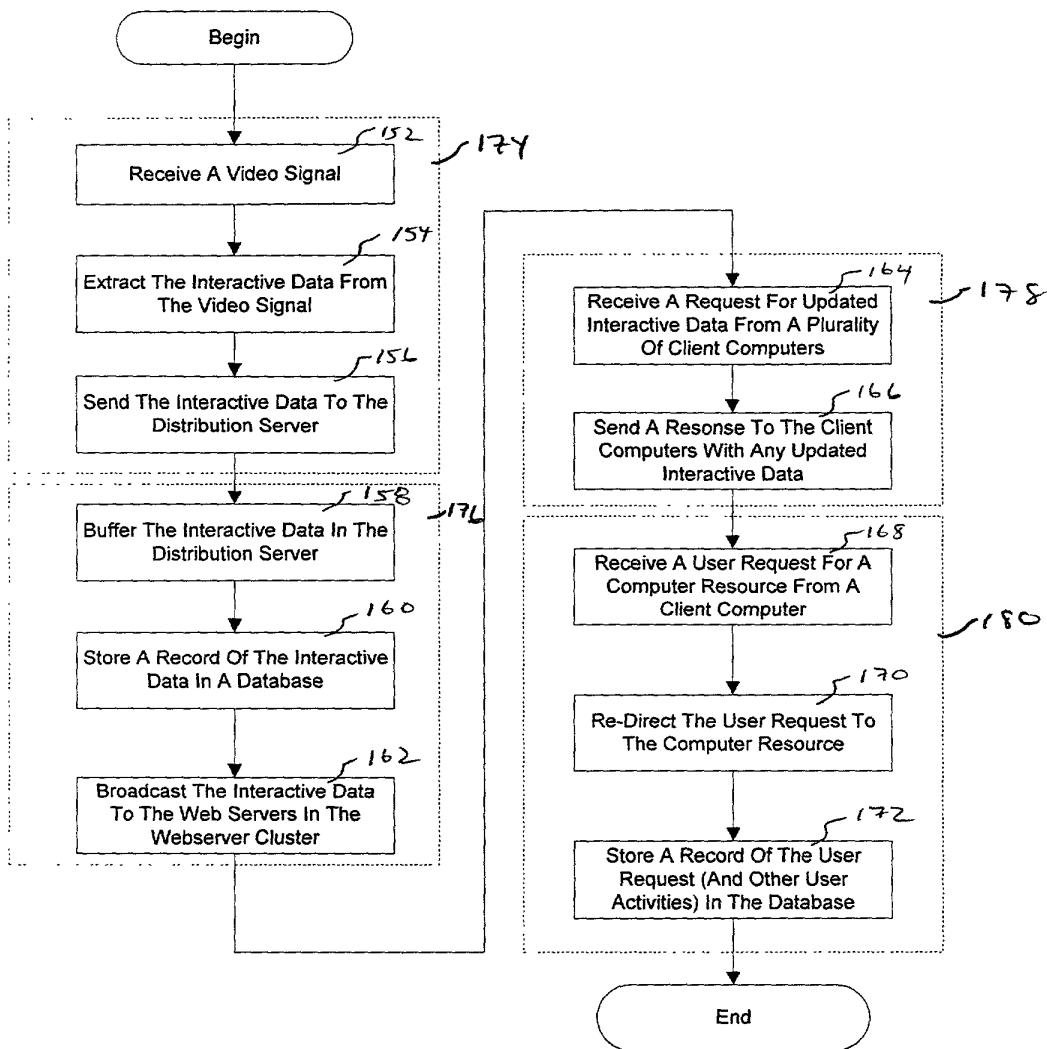 Begin
152
174
Receive A Video Signal
154
Extract The Interactive Data From
The Video Signal
156
Send The Interactive Data To The
Distribution Server
158
176
Buffer The Interactive Data In The
Distribution Server
160
Store A Record Of The Interactive
Data In A Database
162
Broadcast The Interactive Data
To The Web Servers In The
Webserver Cluster
164
178
Receive A Request For Updated
Interactive Data From A Plurality
Of Client Computers
166
Send A Resonse To The Client
Computers With Any Updated
Interactive Data
168
180
Receive A User Request For A
Computer Resource From A
Client Computer
170
Re-Direct The User Request To
The Computer Resource
172
Store A Record Of The User
Request (And Other User
Activities) In The Database
End